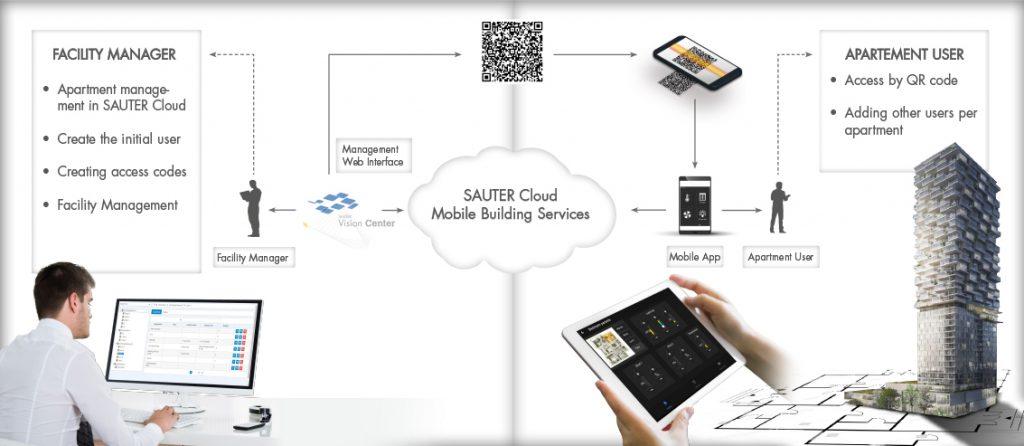 FACILITY MANAGER
• Apartment manage-
ment in SAUTER Cloud
• Create the initial user
• Creating access codes
• Facility Management
Management
Web Interface
Vision Center
Facility Manager
SAUTER Cloud
Mobile Building Services
Mobile App
Apartment User
APARTEMENT USER
• Access by QR code
• Adding other users per
apartment